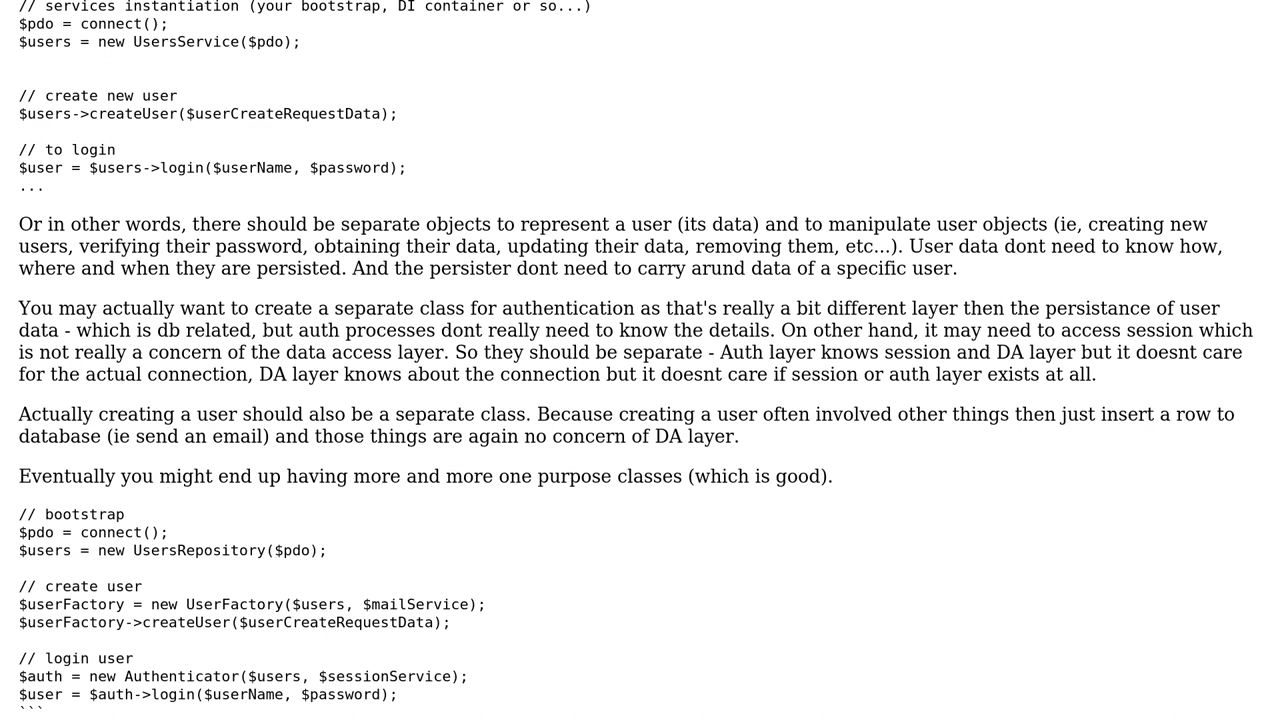 // services instantiation (your bootstrap, DI container or so...)
$pdo = connect();
$users = new UsersService($pdo);
// create new user
$users->createUser($userCreateRequestData);
// to login
$user = $users->login($userName, $password);
...
Or in other words, there should be separate objects to represent a user (its data) and to manipulate user objects (ie, creating new
users, verifying their password, obtaining their data, updating their data, removing them, etc...). User data dont need to know how,
where and when they are persisted. And the persister dont need to carry arund data of a specific user.
You may actually want to create a separate class for authentication as that's really a bit different layer then the persistance of user
data - which is db related, but auth processes dont really need to know the details. On other hand, it may need to access session which
is not really a concern of the data access layer. So they should be separate - Auth layer knows session and DA layer but it doesnt care
for the actual connection, DA layer knows about the connection but it doesnt care if session or auth layer exists at all.
Actually creating a user should also be a separate class. Because creating a user often involved other things then just insert a row to
database (ie send an email) and those things are again no concern of DA layer.
Eventually you might end up having more and more one purpose classes (which is good).
// bootstrap
$pdo = connect();
$users = new UsersRepository($pdo);
// create user
$userFactory = new UserFactory($users, $mailService);
$userFactory->createUser($userCreateRequestData);
// login user
$auth = new Authenticator($users, $sessionService);
$user = $auth->login($userName, $password);
```